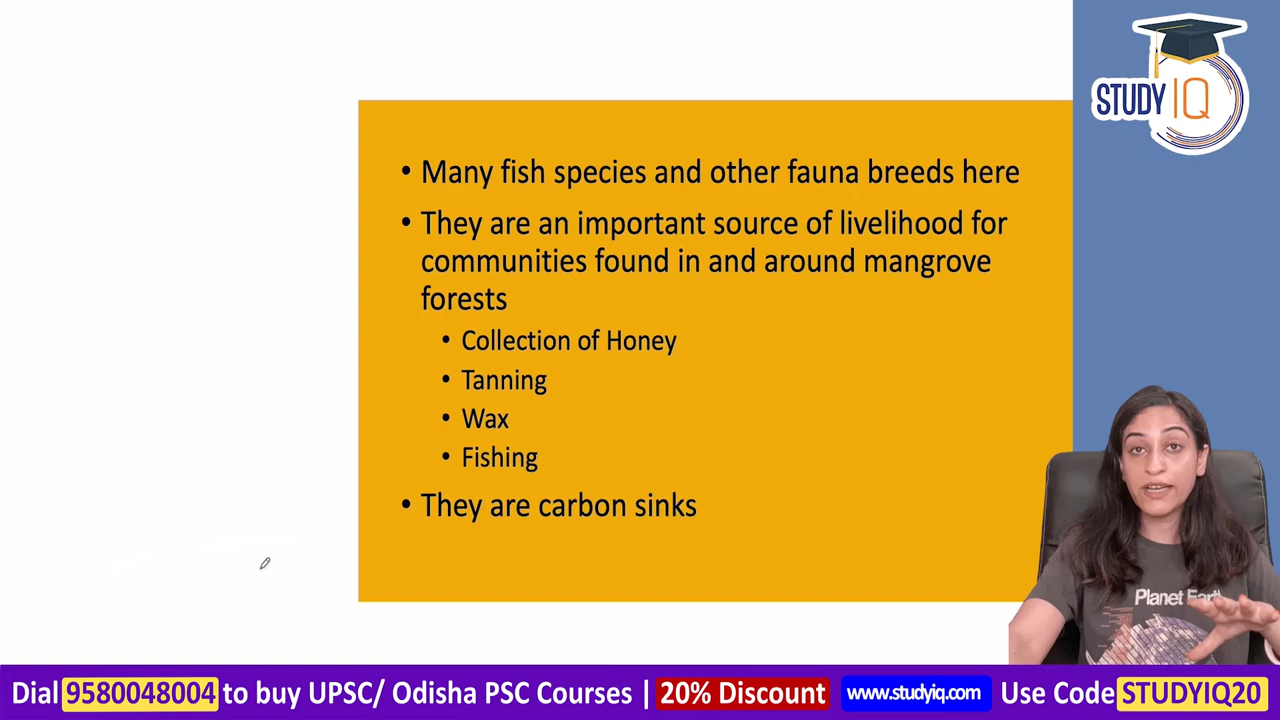 STUDY IQ
• Many fish species and other fauna breeds here
• They are an important source of livelihood for
communities found in and around mangrove
forests
• Collection of Honey
• Tanning
• Wax
• Fishing
• They are carbon sinks
Planet Earth
Dial 9580048004 to buy UPSC/ Odisha PSC Courses | 20% Discount www.studyiq.com Use Code STUDYIQ20